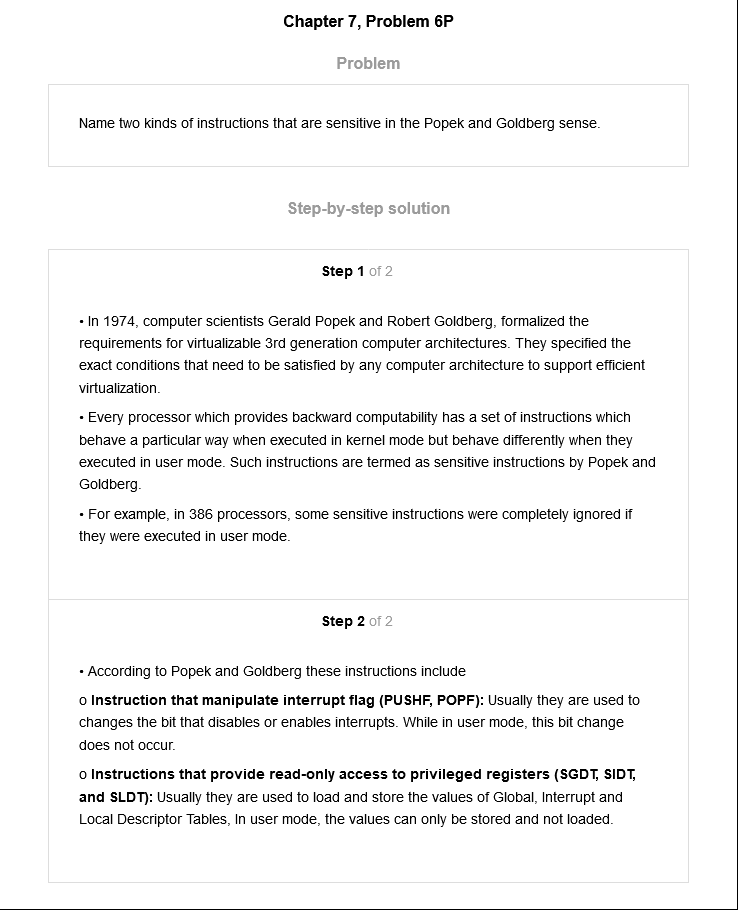 Chapter 7, Problem 6P
Problem
Name two kinds of instructions that are sensitive in the Popek and Goldberg sense.
Step-by-step solution
Step 1 of 2
• In 1974, computer scientists Gerald Popek and Robert Goldberg, formalized the
requirements for virtualizable 3rd generation computer architectures. They specified the
exact conditions that need to be satisfied by any computer architecture to support efficient
virtualization.
• Every processor which provides backward computability has a set of instructions which
behave a particular way when executed in kernel mode but behave differently when they
executed in user mode. Such instructions are termed as sensitive instructions by Popek and
Goldberg.
• For example, in 386 processors, some sensitive instructions were completely ignored if
they were executed in user mode.
Step 2 of 2
• According to Popek and Goldberg these instructions include
o Instruction that manipulate interrupt flag (PUSHF, POPF): Usually they are used to
changes the bit that disables or enables interrupts. While in user mode, this bit change
does not occur.
o Instructions that provide read-only access to privileged registers (SGDT, SIDT,
and SLDT): Usually they are used to load and store the values of Global, Interrupt and
Local Descriptor Tables, In user mode, the values can only be stored and not loaded.